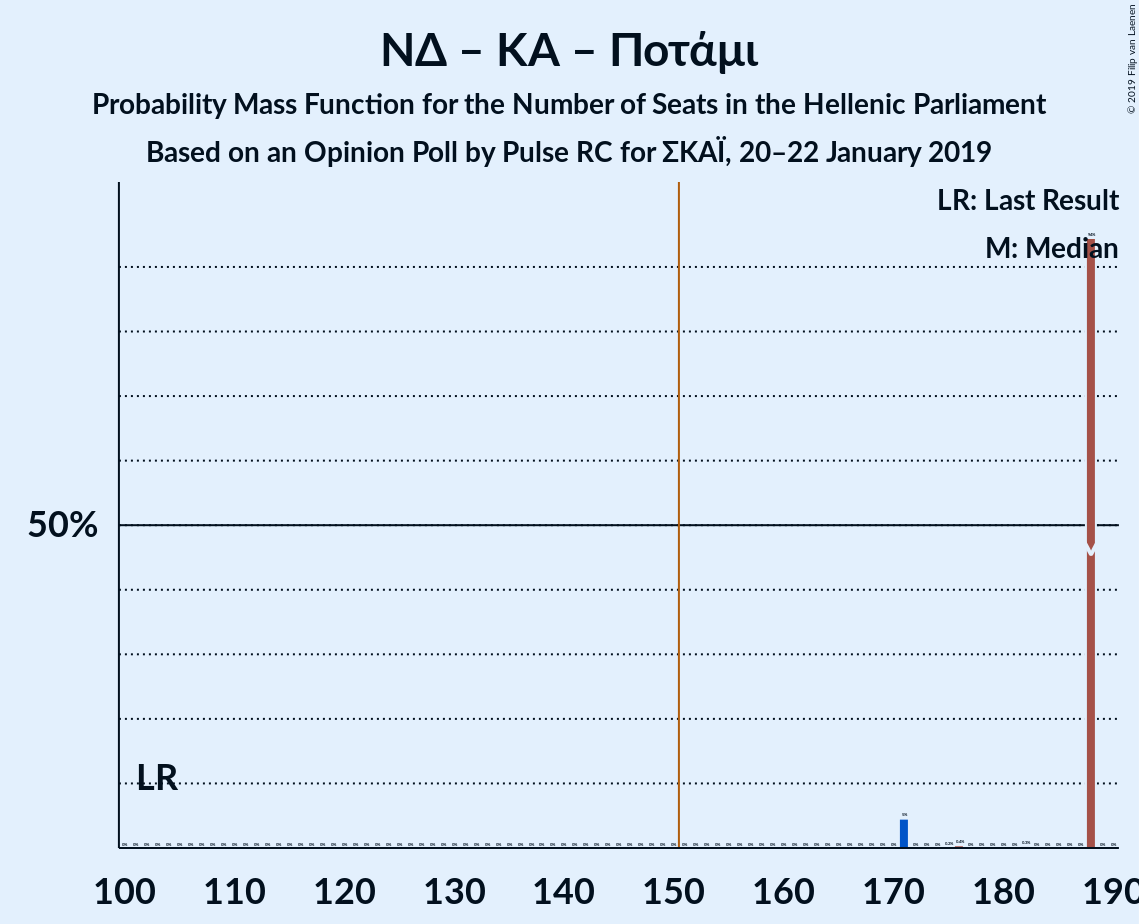 ΝΔ – ΚΑ – Ποτάμι
Probability Mass Function for the Number of Seats in the Hellenic Parliament
Based on an Opinion Poll by Pulse RC for ΣΚΑΪ, 20–22 January 2019
© 2019 Filip van Laenen
LR: Last Result
M: Median
50%
LR
100 110 120 130 140 150 160 170 180 190